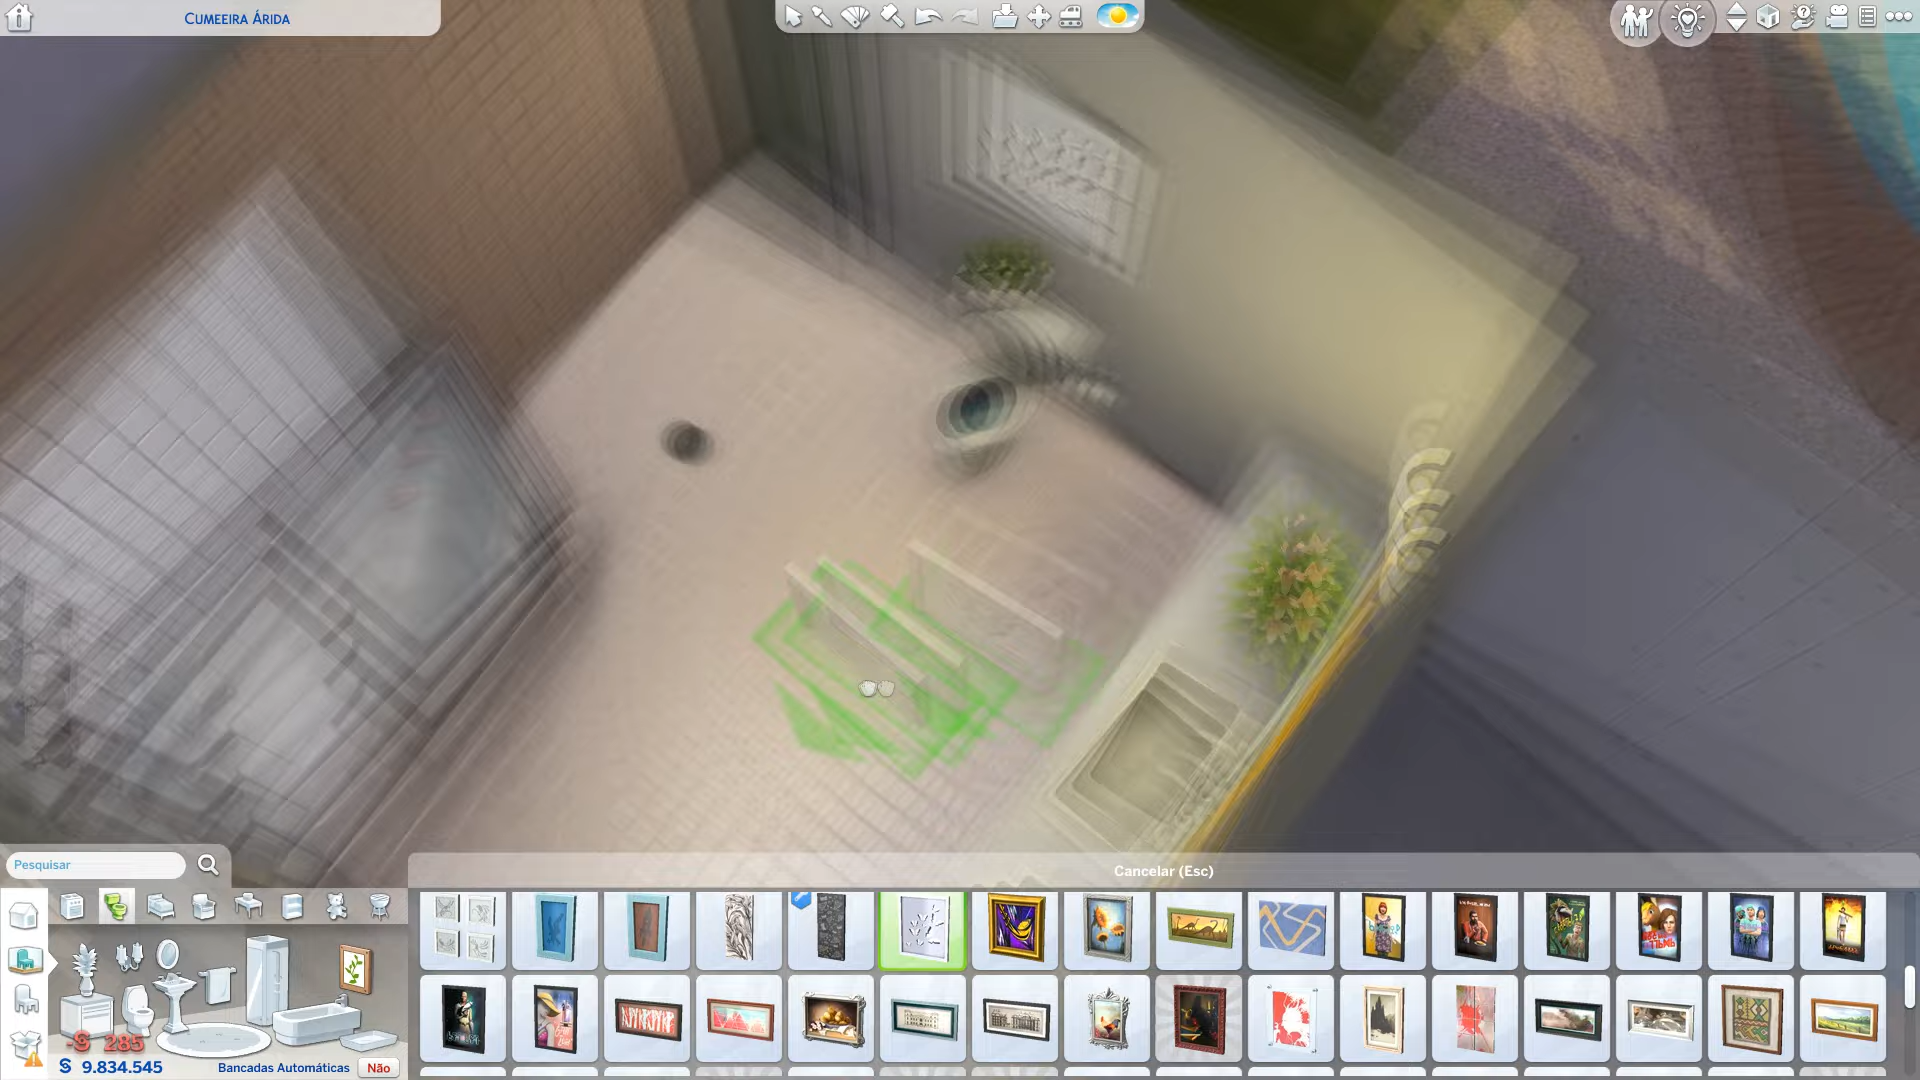 Cumeeira Árida
Cancelar (Esc)
Pesquisar
-§ 285
§ 9.834.545
Bancadas Automáticas Não